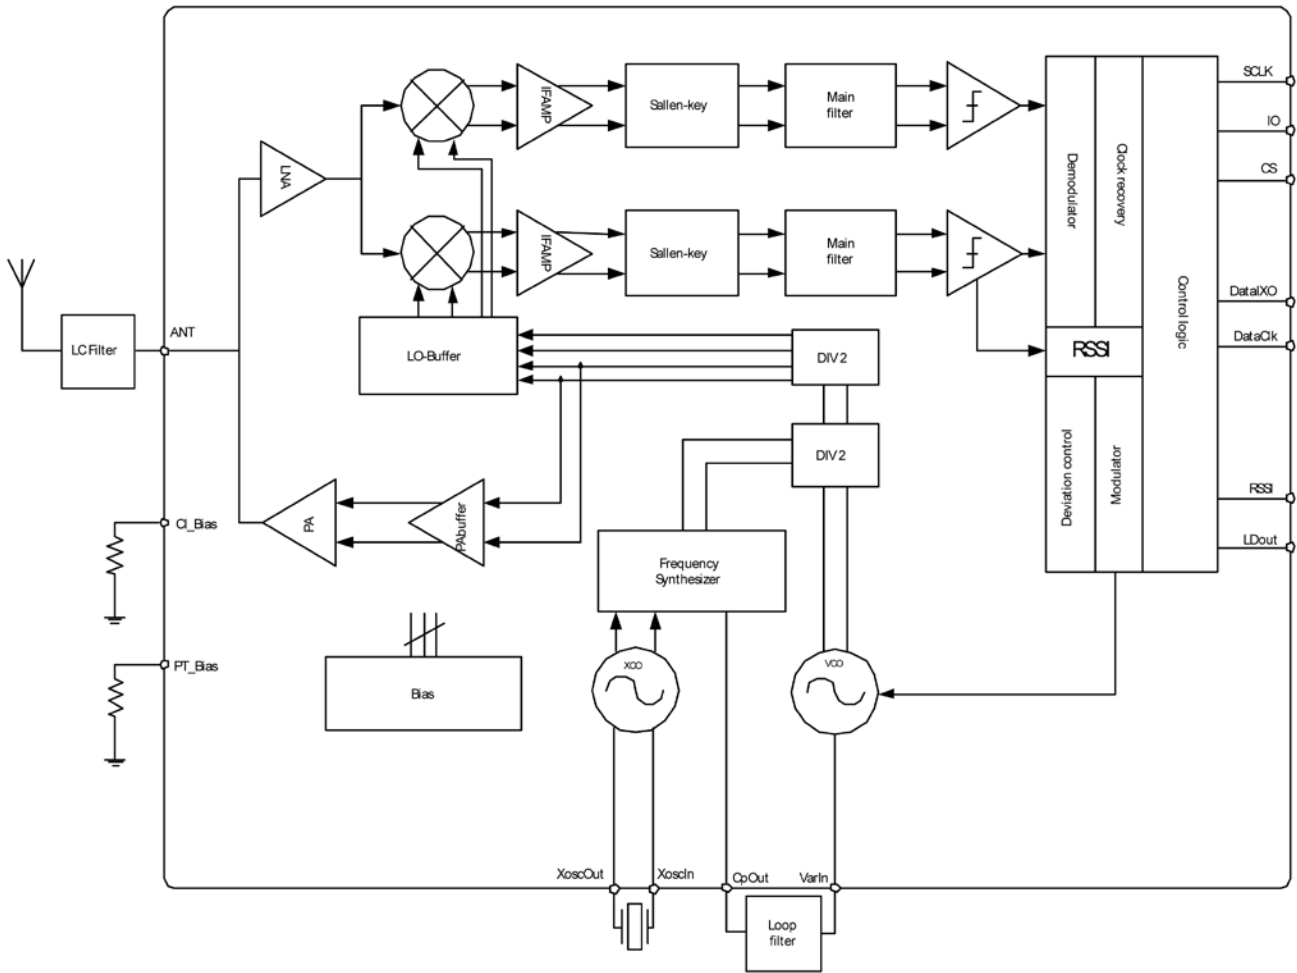 SCLK
IFAMP
Sallen-key
Main
filter
IO
LNA
Demodulator
Clock recovery
CS
IFAMP
Sallen-key
Main
filter
Control logic
DataIXO
ANT
LC Filter
LO-Buffer
DIV 2
RSSI
DataClk
DIV 2
Deviation control
Modulator
RSSI
CI_Bias
PA
PAbuffer
LDout
Frequency
Synthesizer
PT_Bias
Bias
XCO
VCO
XoscOut
XoscIn
CpOut
VarIn
Loop
filter